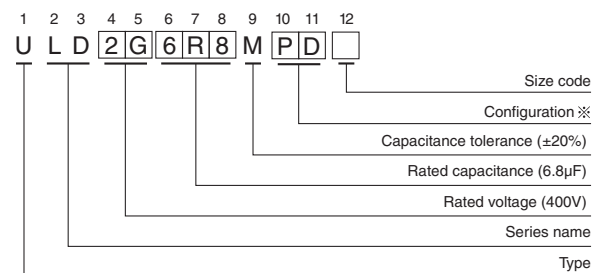 1 2 3 4 5 6 7 8 9 10 11 12
U L D 2 G 6 R 8 M P D
Size code
Configuration ※
Capacitance tolerance (±20%)
Rated capacitance (6.8µF)
Rated voltage (400V)
Series name
Type